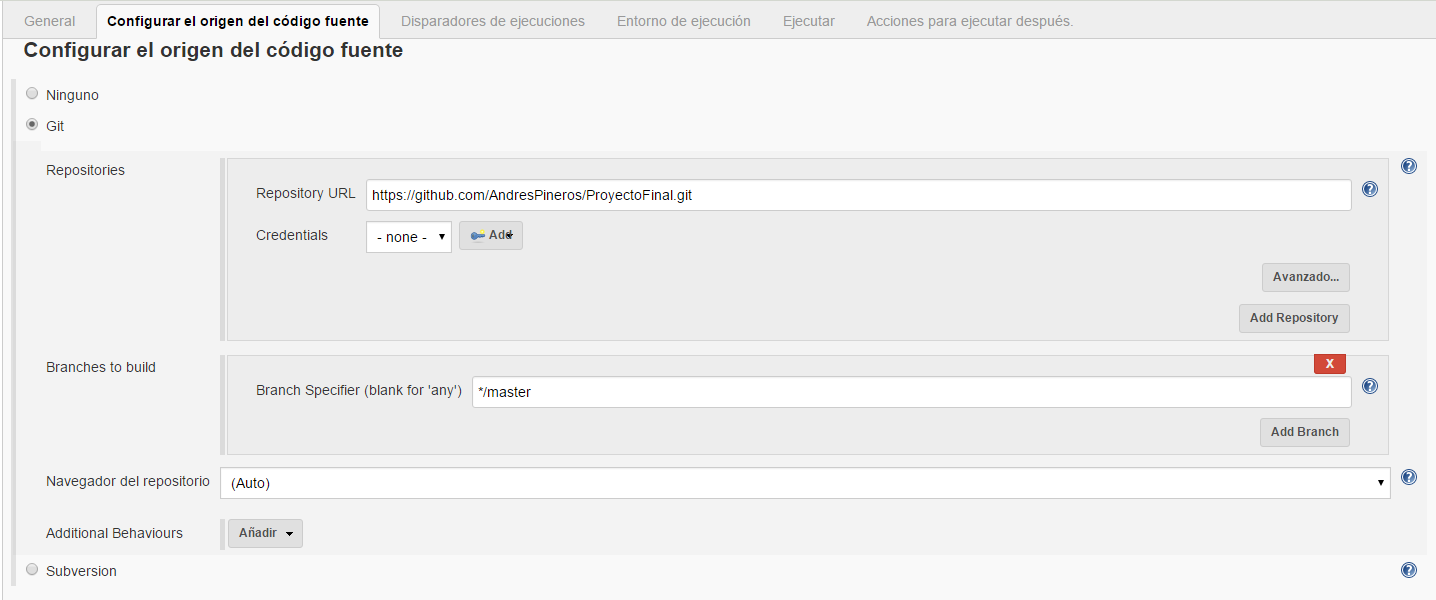 General Configurar el origen del código fuente Disparadores de ejecuciones Entorno de ejecución Ejecutar Acciones para ejecutar después.
Configurar el origen del código fuente
Ninguno
Git
Repositories
Repository URL https://github.com/AndresPineros/ProyectoFinal.git
Credentials - none - Add
Avanzado...
Add Repository
Branches to build
X
Branch Specifier (blank for 'any') */master
Add Branch
Navegador del repositorio (Auto)
Additional Behaviours Añadir
Subversion